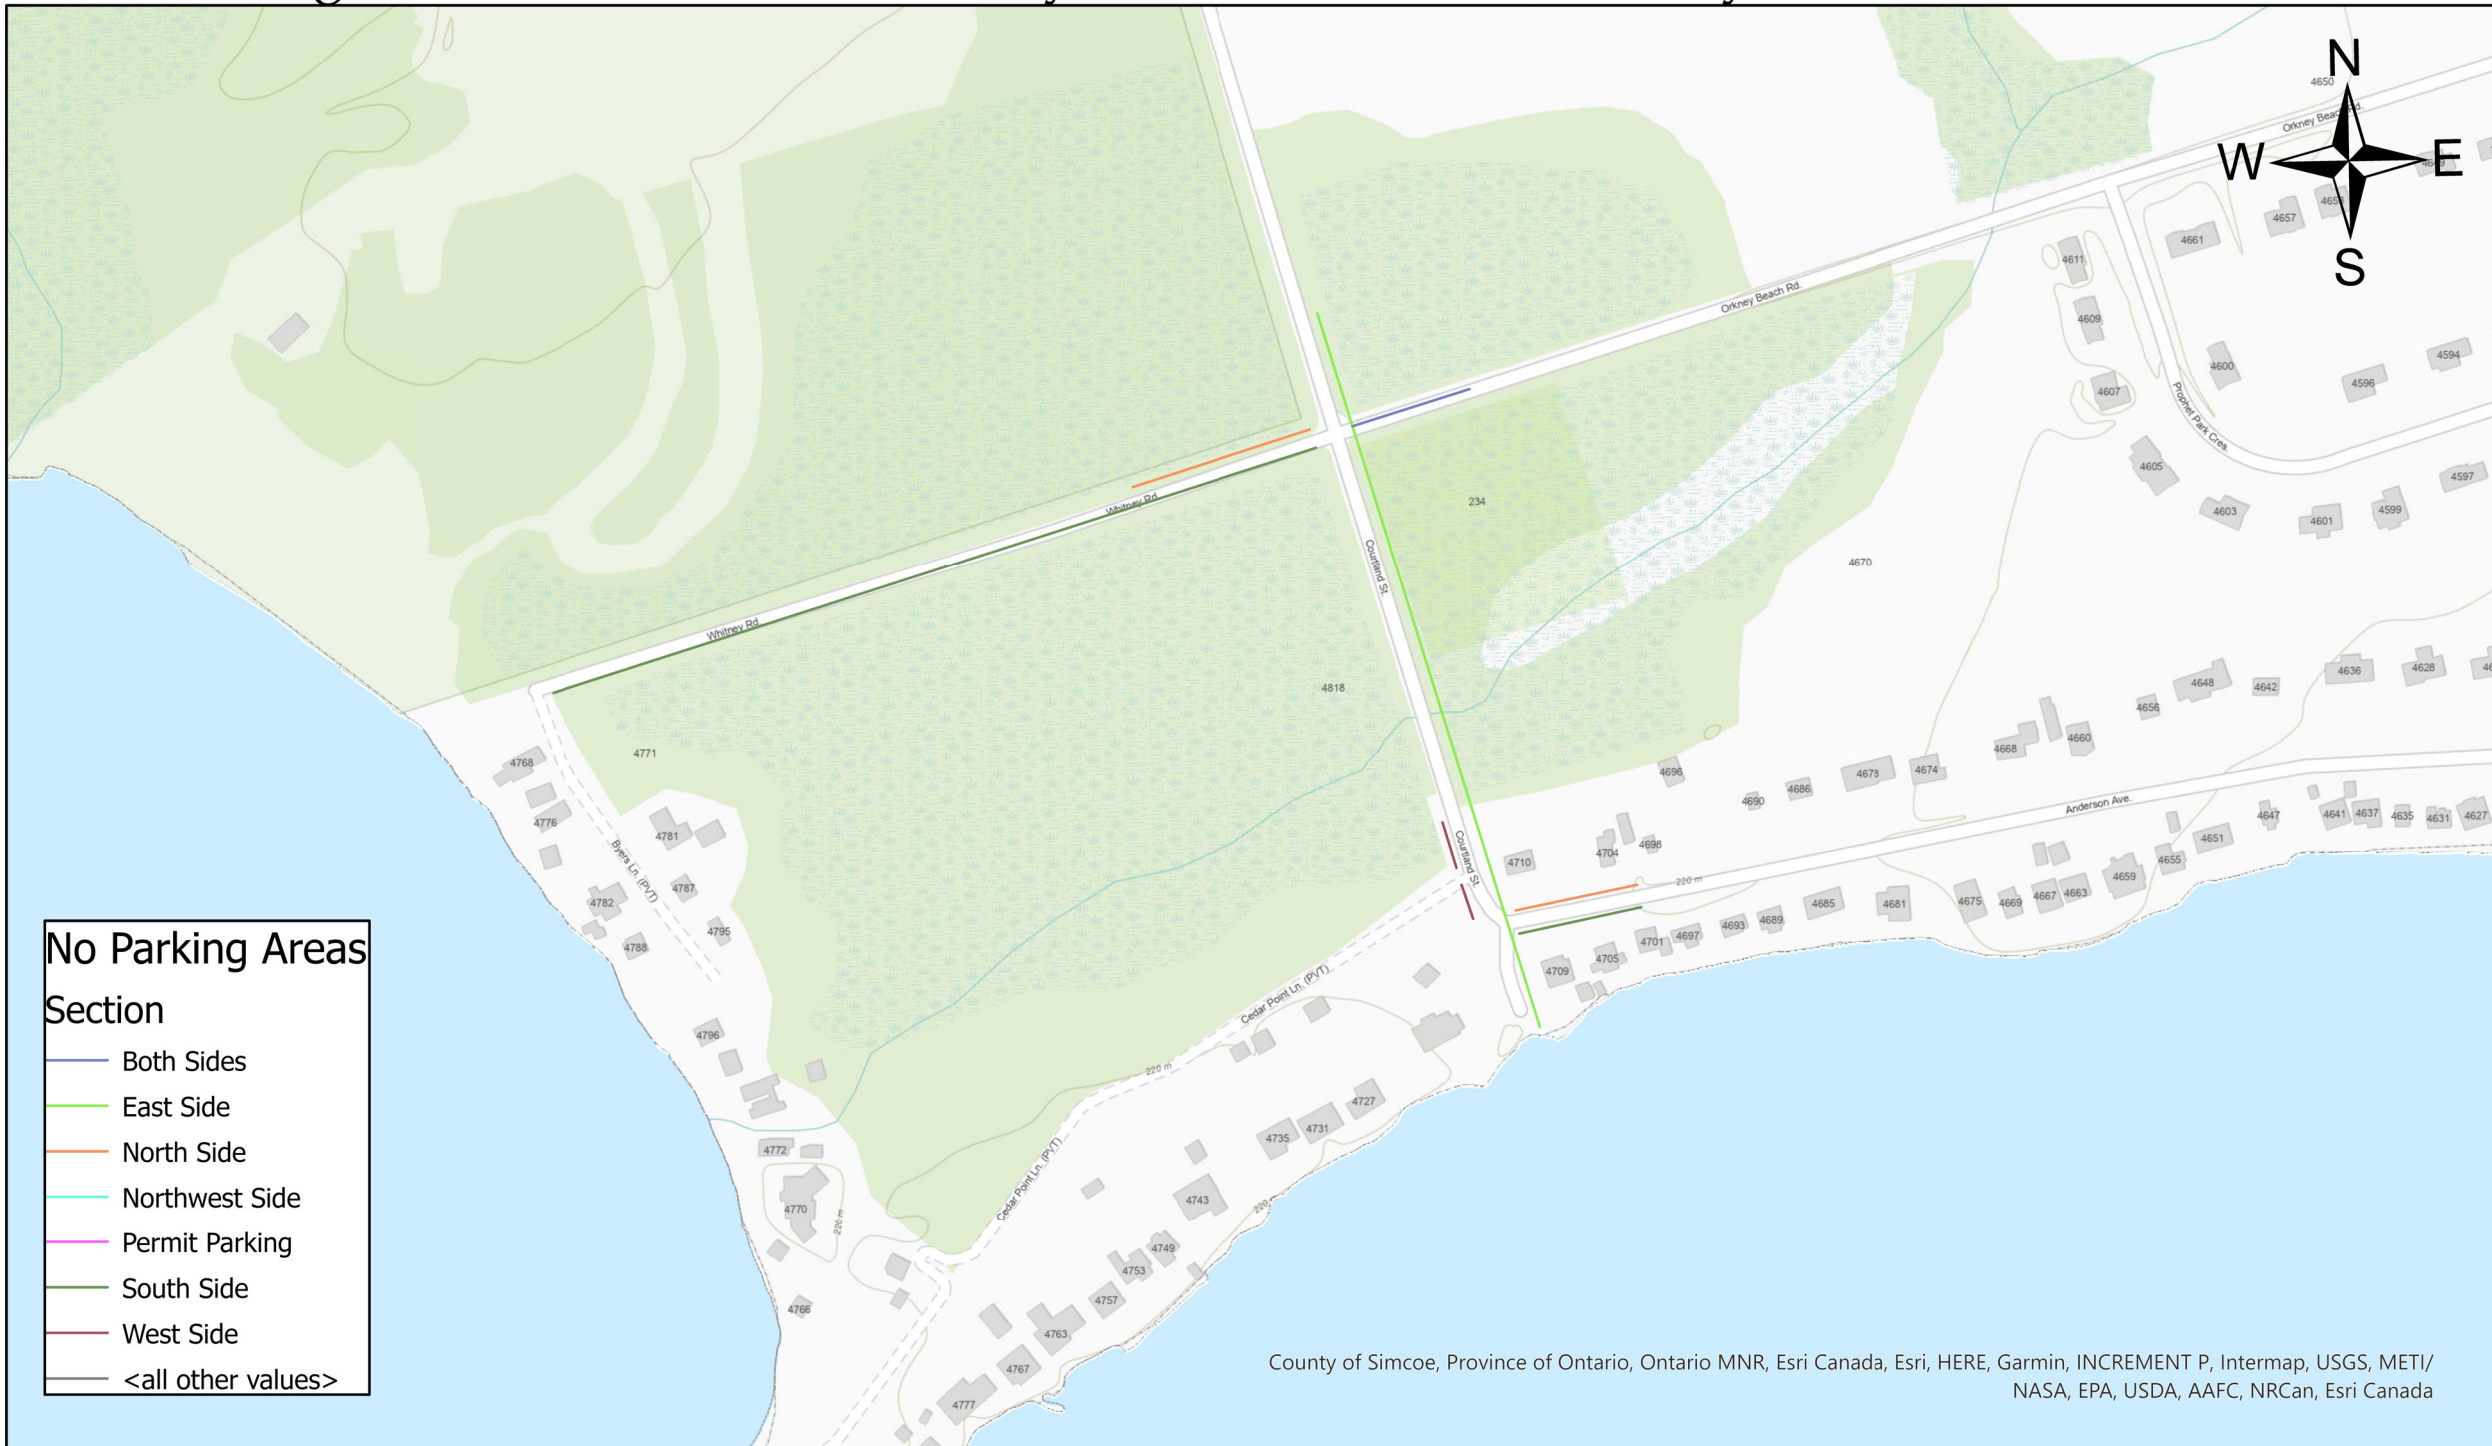 N
W
E
S
4650
Orkney Beach Rd.
4649
4658
4657
4661
4611
Orkney Beach Rd.
4609
4594
4600
4596
4607
Prophet Park Cres.
4605
4597
234
Whitney Rd.
4603
4599
4601
Courtland St.
4670
Whitney Rd.
4636
4628
4648
4642
4818
4656
4660
4668
4771
4768
4696
4678
4674
4686
4690
Anderson Ave.
4776
4781
4647
4641
4637
4635
4631
4627
4651
4698
4704
4710
4655
Courtland St.
Byers Ln. (PVT)
4787
220 m
4659
4663
4667
4669
4675
4681
4685
4782
4689
4693
4697
4701
4795
4788
4705
4709
Cedar Point Ln. (PVT)
4796
220 m
4727
4731
4735
4772
Cedar Point Ln. (PVT)
4743
220
4770
220 m
4749
4753
4757
4766
4763
4767
4777
No Parking Areas
Section
Both Sides
East Side
North Side
Northwest Side
Permit Parking
South Side
West Side
<all other values>
County of Simcoe, Province of Ontario, Ontario MNR, Esri Canada, Esri, HERE, Garmin, INCREMENT P, Intermap, USGS, METI/
NASA, EPA, USDA, AAFC, NRCan, Esri Canada